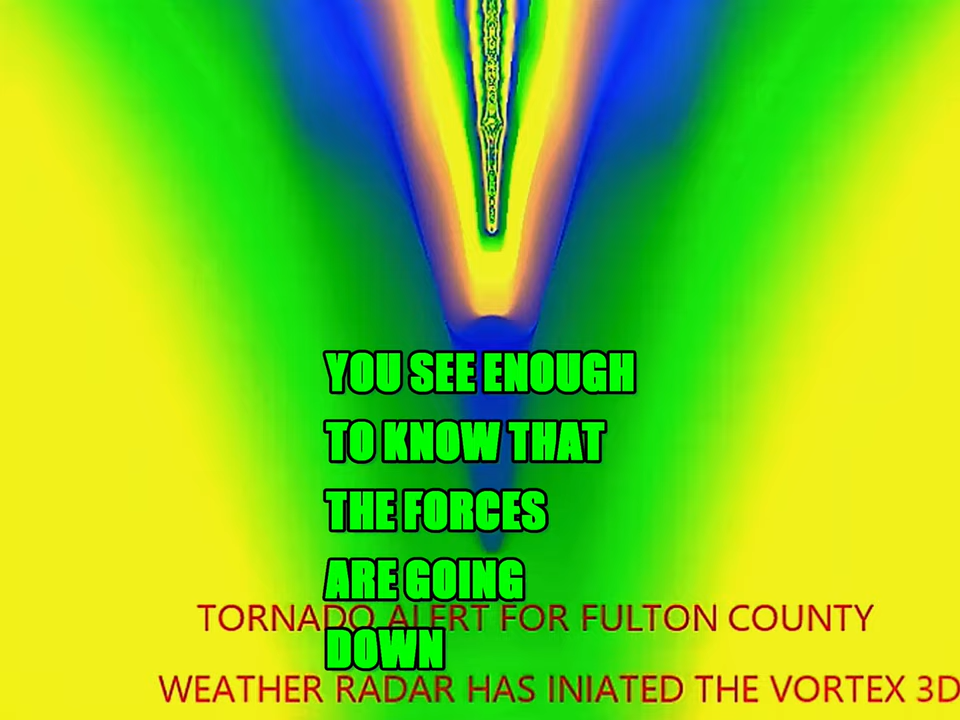 YOU SEE ENOUGH
TO KNOW THAT
THE FORCES
ARE GOING
DOWN
TORNADO ALERT FOR FULTON COUNTY
WEATHER RADAR HAS INIATED THE VORTEX 3D